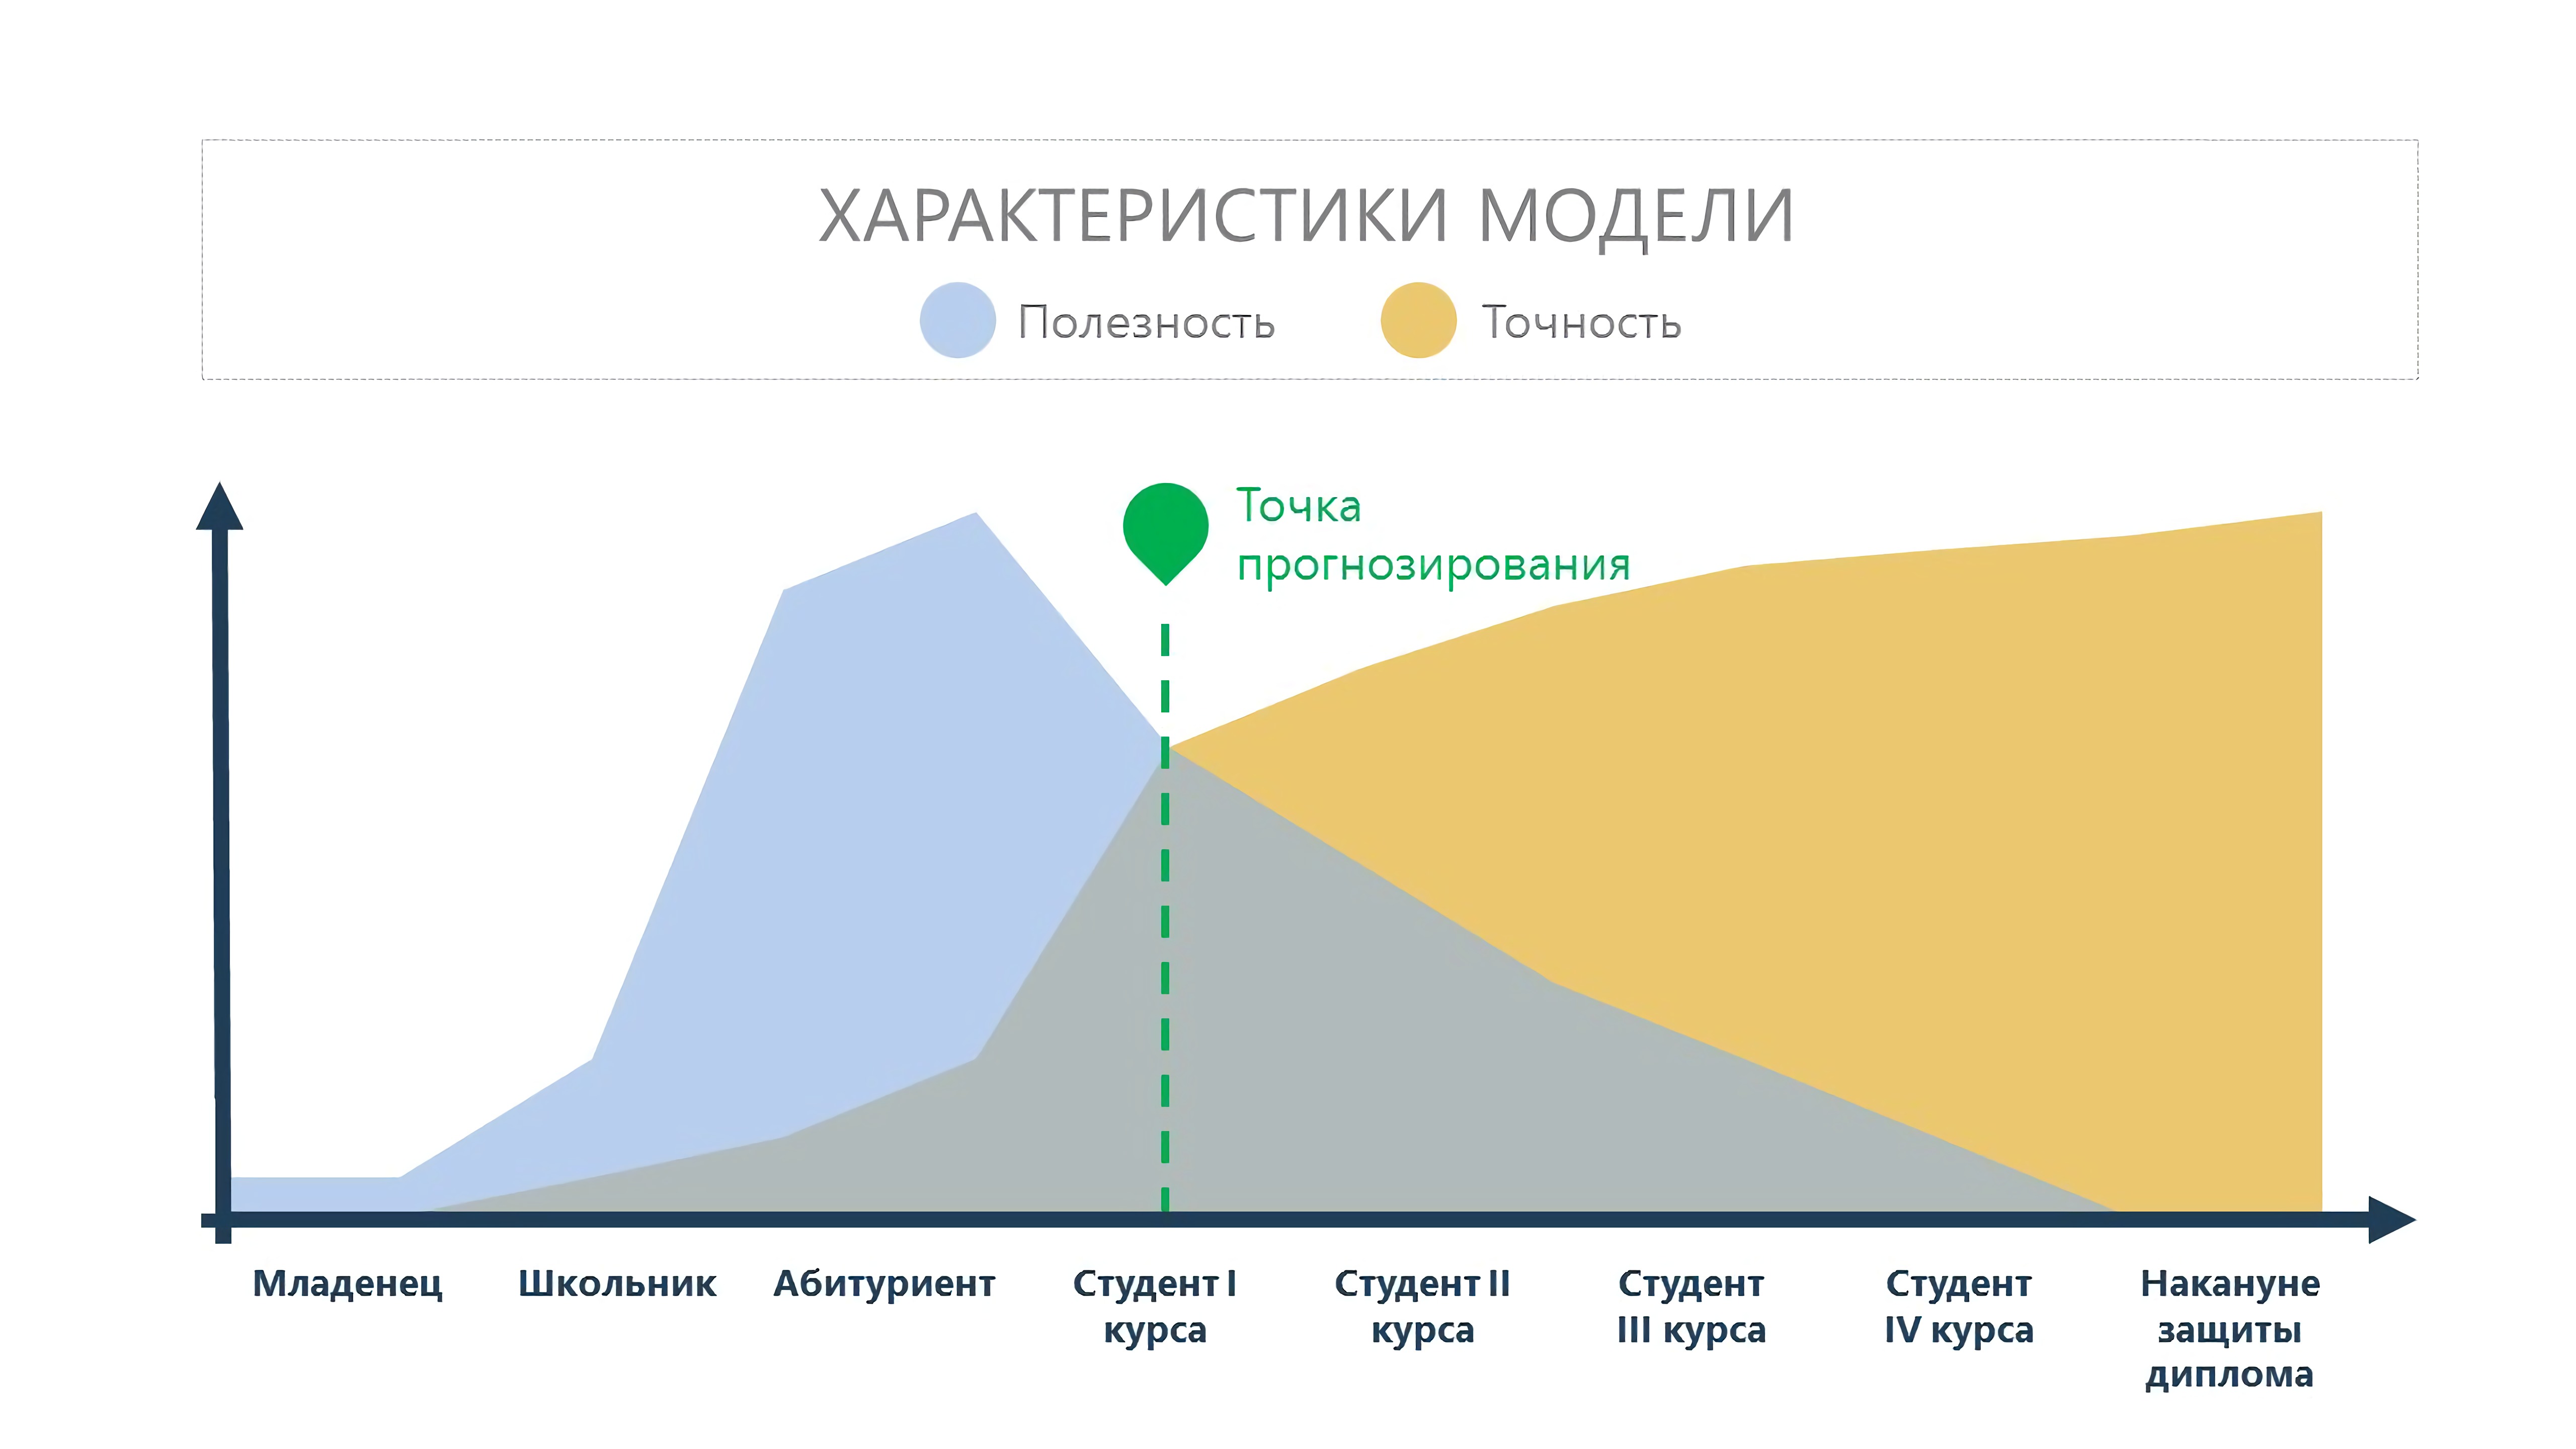 ХАРАКТЕРИСТИКИ МОДЕЛИ
Полезность
Точность
Точка
прогнозирования
Младенец
Школьник
Абитуриент
Студент I
курса
Студент II
курса
Студент
III курса
Студент
IV курса
Накануне
защиты
диплома